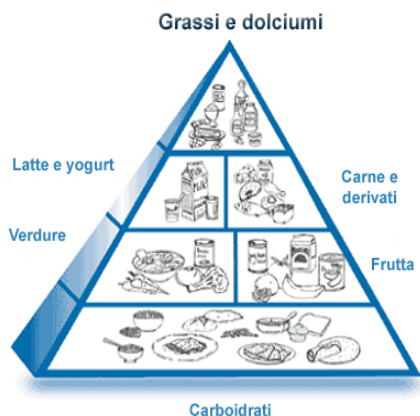 Grassi e dolciumi
Latte e yogurt
Carne e
derivati
Verdure
Frutta
Carboidrati